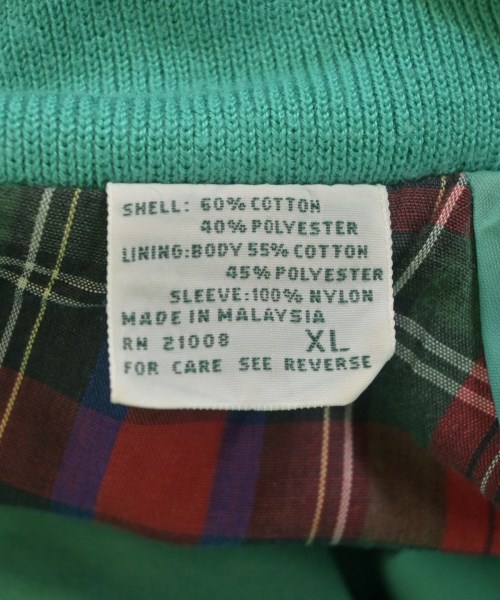 SHELL: 60% COTTON
40% POLYESTER
LINING: BODY 55% COTTON
45% POLYESTER
SLEEVE: 100% NYLON
MADE IN MALAYSIA
RN 21008 XL
FOR CARE SEE REVERSE